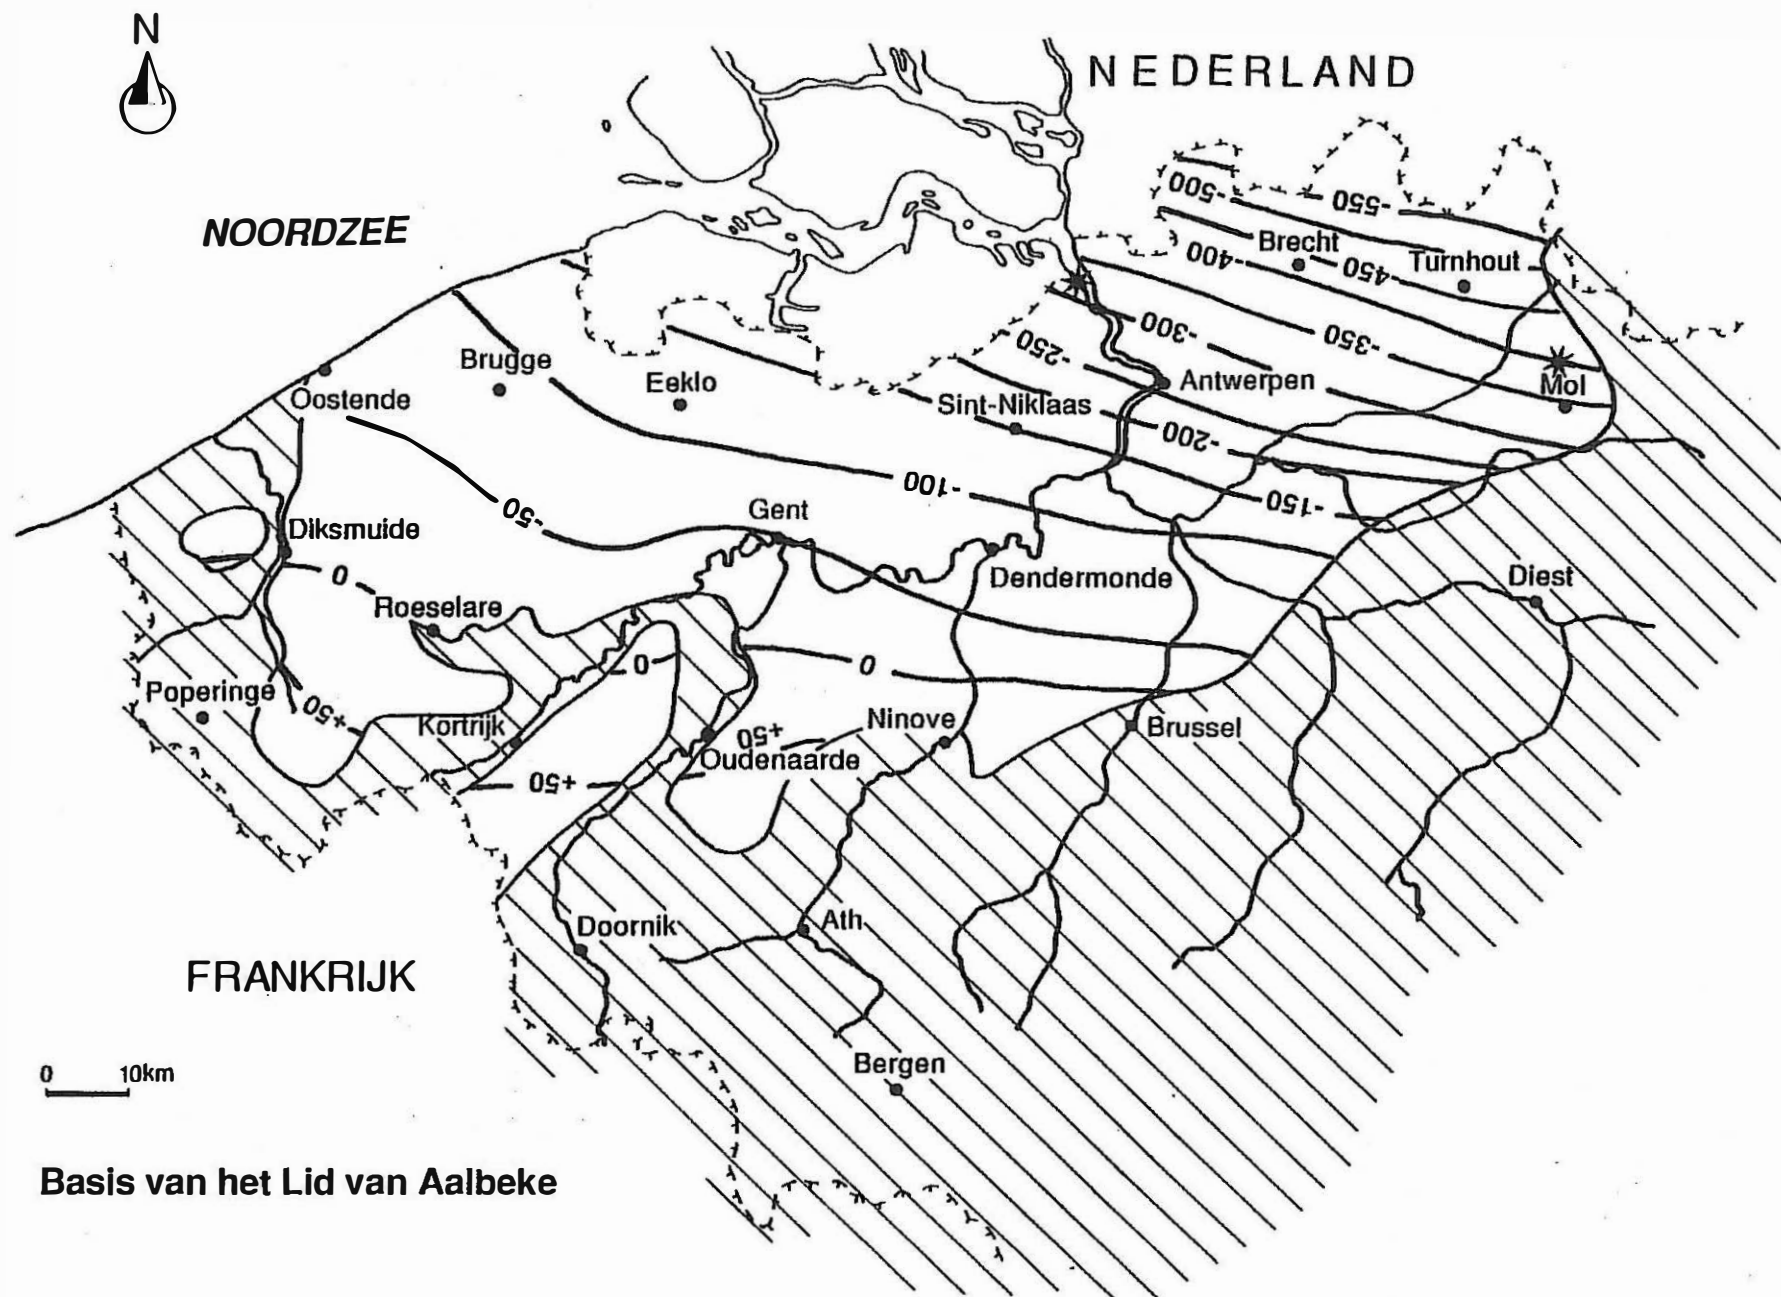 N
NEDERLAND
NOORDZEE
-500
-550
Brecht
-400
-450
Turnhout
-300
-350
-250
Brugge
Eeklo
Antwerpen
Mol
Oostende
Sint-Niklaas
-200
-100
-150
-50
Gent
Diksmuide
0
Dendermonde
Diest
Roeselare
0
0
Poperinge
+50
Kortrijk
Ninove
Brussel
+50
Oudenaarde
+50
Doornik
Ath
FRANKRIJK
Bergen
0 10km
Basis van het Lid van Aalbeke